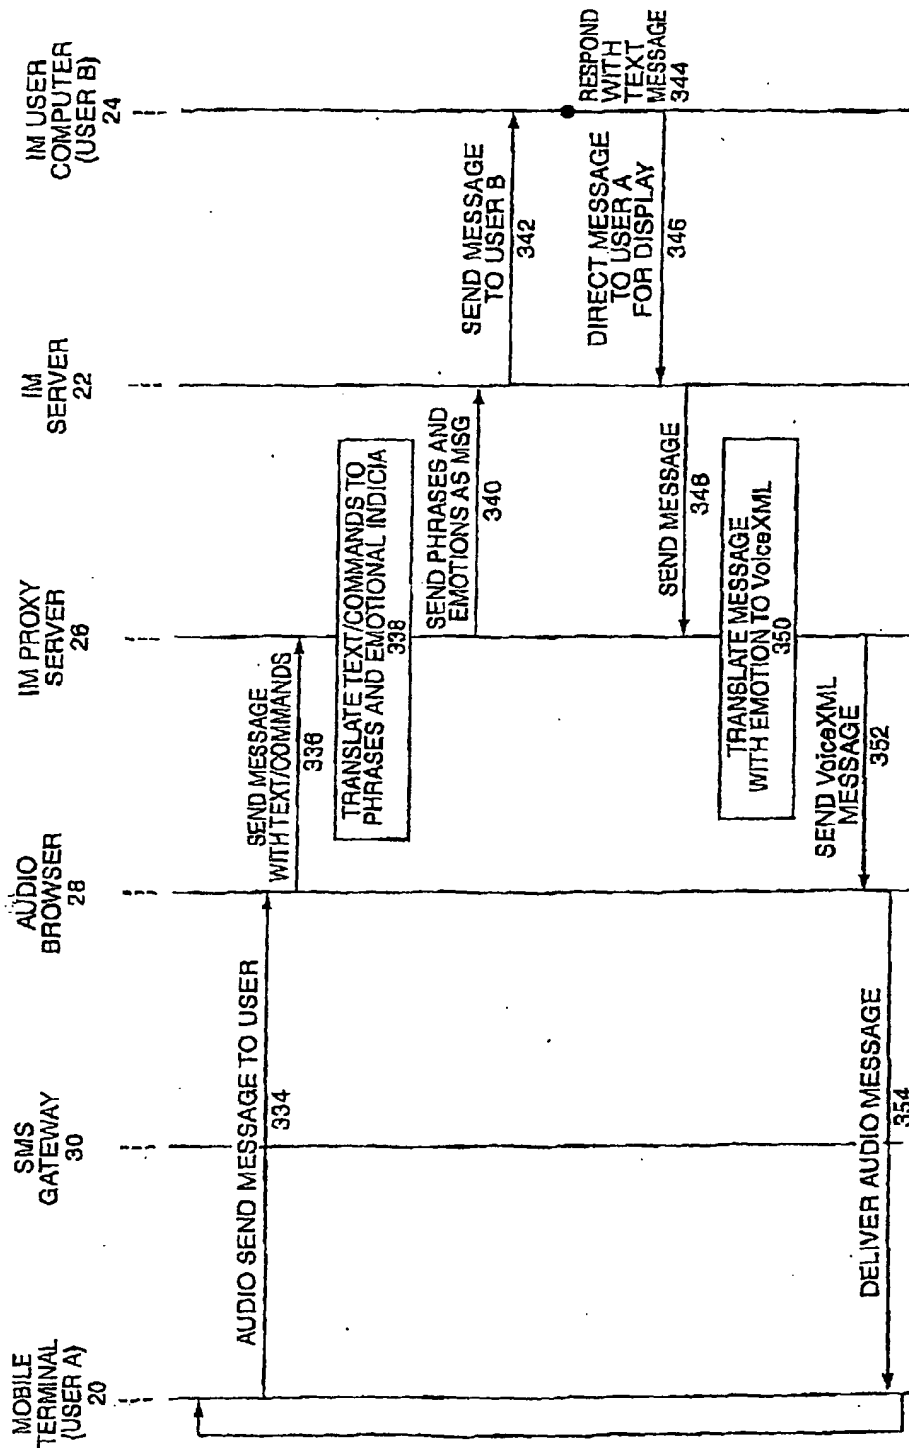 MOBILE
TERMINAL
(USER A)
20
SMS
GATEWAY
30
AUDIO
BROWSER
28
IM PROXY
SERVER
26
IM
SERVER
22
IM USER
COMPUTER
(USER B)
24
AUDIO SEND MESSAGE TO USER
334
SEND MESSAGE
WITH TEXT/COMMANDS
336
TRANSLATE TEXT/COMMANDS TO
PHRASES AND EMOTIONAL INDICIA
338
SEND PHRASES AND
EMOTIONS AS MSG
340
SEND MESSAGE
TO USER B
342
RESPOND
WITH
TEXT
MESSAGE
344
DIRECT MESSAGE
TO USER A
FOR DISPLAY
346
SEND MESSAGE
348
TRANSLATE MESSAGE
WITH EMOTION TO VoiceXML
350
SEND VoiceXML
MESSAGE
352
DELIVER AUDIO MESSAGE
354